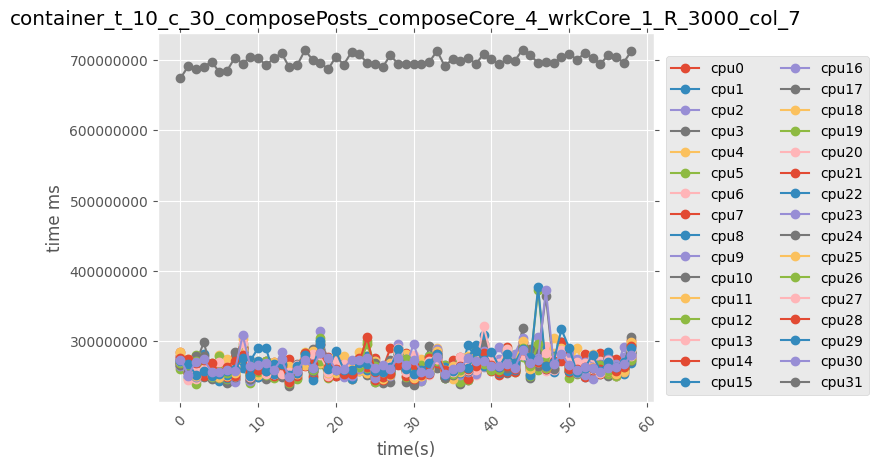 container_t_10_c_30_composePosts_composeCore_4_wrkCore_1_R_3000_col_7
time ms
700000000
600000000
500000000
400000000
300000000
0
10
20
30
40
50
60
time(s)
cpu0
cpu1
cpu2
cpu3
cpu4
cpu5
cpu6
cpu7
cpu8
cpu9
cpu10
cpu11
cpu12
cpu13
cpu14
cpu15
cpu16
cpu17
cpu18
cpu19
cpu20
cpu21
cpu22
cpu23
cpu24
cpu25
cpu26
cpu27
cpu28
cpu29
cpu30
cpu31